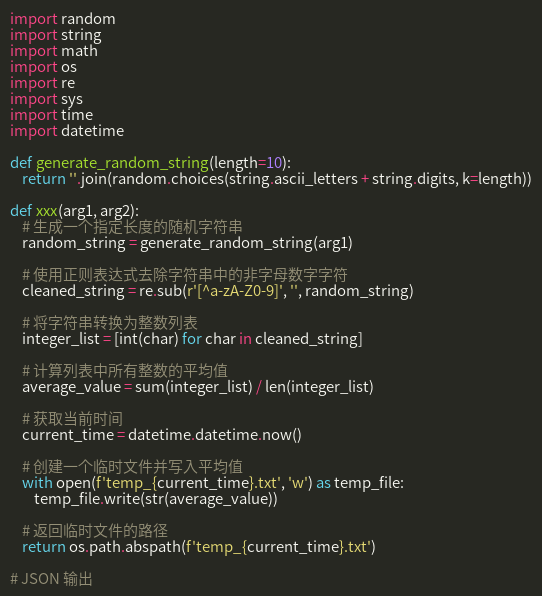 import random
import string
import math
import os
import re
import sys
import time
import datetime
def generate_random_string(length=10):
return ''.join(random.choices(string.ascii_letters + string.digits, k=length))
def xxx(arg1, arg2):
# 生成一个指定长度的随机字符串
random_string = generate_random_string(arg1)
# 使用正则表达式去除字符串中的非字母数字字符
cleaned_string = re.sub(r'[^a-zA-Z0-9]', '', random_string)
# 将字符串转换为整数列表
integer_list = [int(char) for char in cleaned_string]
# 计算列表中所有整数的平均值
average_value = sum(integer_list) / len(integer_list)
# 获取当前时间
current_time = datetime.datetime.now()
# 创建一个临时文件并写入平均值
with open(f'temp_{current_time}.txt', 'w') as temp_file:
temp_file.write(str(average_value))
# 返回临时文件的路径
return os.path.abspath(f'temp_{current_time}.txt')
# JSON 输出